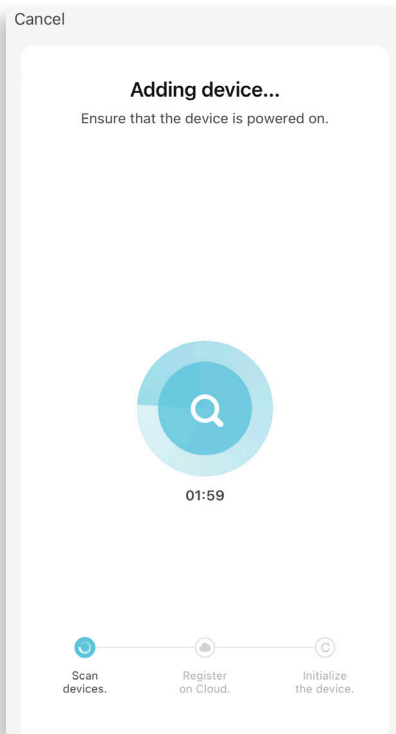 Cancel
Adding device...
Ensure that the device is powered on.
01:59
Scan
devices.
Register
on Cloud.
Initialize
the device.